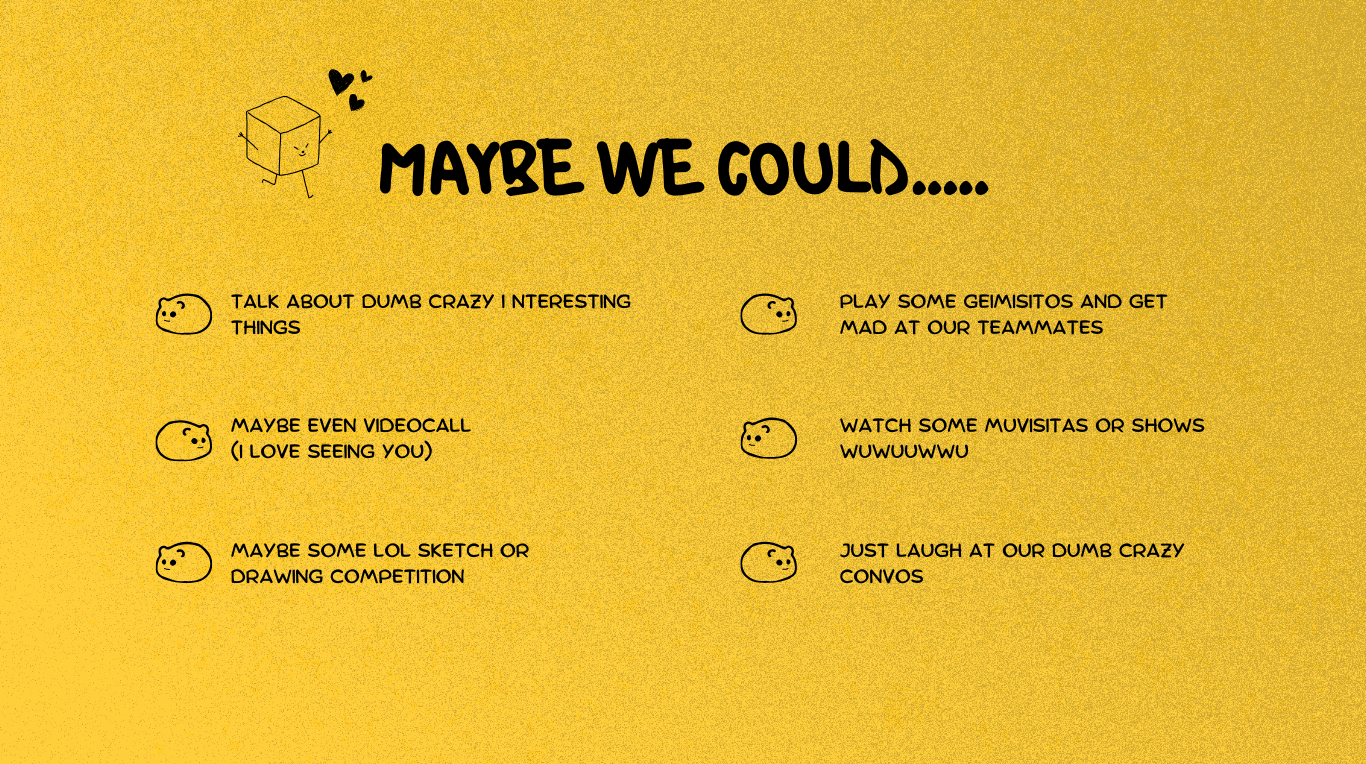 MAYBE WE COULD.....
TALK ABOUT DUMB CRAZY I NTERESTING
THINGS
MAYBE EVEN VIDEOCALL
(I LOVE SEEING YOU)
MAYBE SOME LOL SKETCH OR
DRAWING COMPETITION
PLAY SOME GEIMISITOS AND GET
MAD AT OUR TEAMMATES
WATCH SOME MUVISITAS OR SHOWS
WUWUUWWU
JUST LAUGH AT OUR DUMB CRAZY
CONVOS